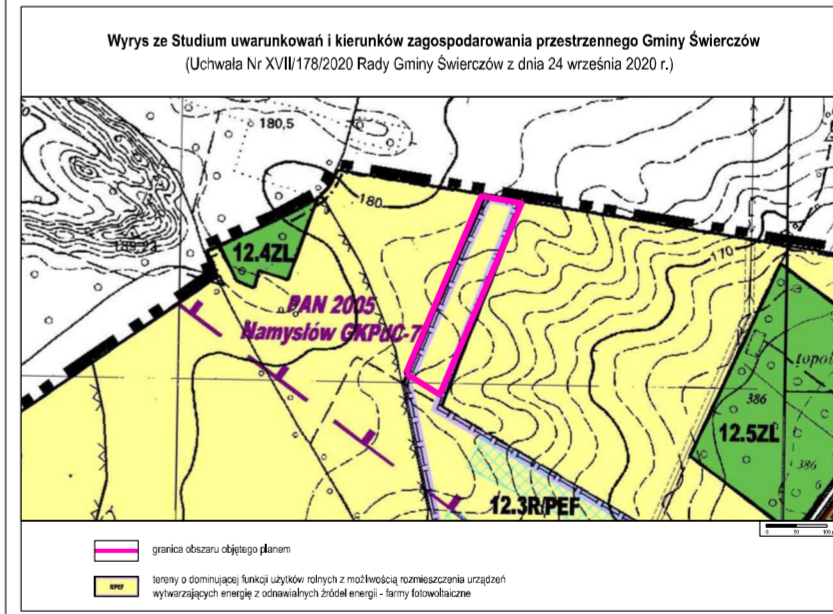 Wyrys ze Studium uwarunkowań i kierunków zagospodarowania przestrzennego Gminy Świerczów
(Uchwała Nr XVII/178/2020 Rady Gminy Świerczów z dnia 24 września 2020 r.)
180,5
180
12.4ZL
170
PAN 2005
Namysłów GKPdC-7
topol
386
12.5ZL
386
6
12.3R/PEF
granica obszaru objętego planem
R/PEF
tereny o dominującej funkcji użytków rolnych z możliwością rozmieszczenia urządzeń
wytwarzających energię z odnawialnych źródeł energii - farmy fotowoltaiczne